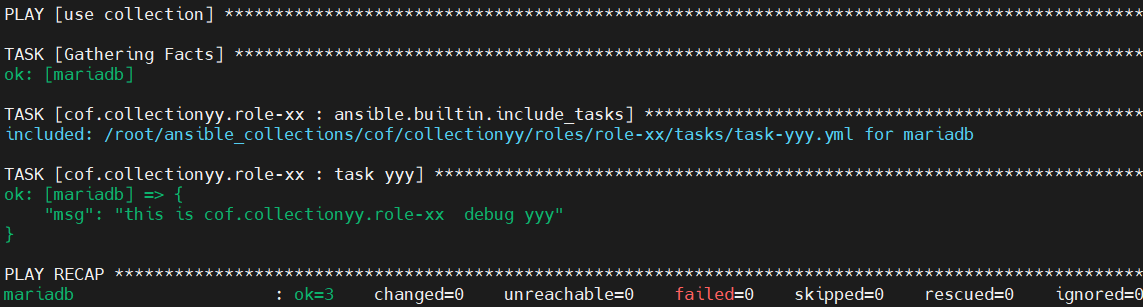 PLAY [use collection] ********************************************************************************************
TASK [Gathering Facts] *******************************************************************************************
ok: [mariadb]
TASK [cof.collectionyy.role-xx : ansible.builtin.include_tasks] **************************************************
included: /root/ansible_collections/cof/collectionyy/roles/role-xx/tasks/task-yyy.yml for mariadb
TASK [cof.collectionyy.role-xx : task yyy] ***********************************************************************
ok: [mariadb] => {
    "msg": "this is cof.collectionyy.role-xx  debug yyy"
}
PLAY RECAP *******************************************************************************************************
mariadb                    : ok=3    changed=0    unreachable=0    failed=0    skipped=0    rescued=0    ignored=0